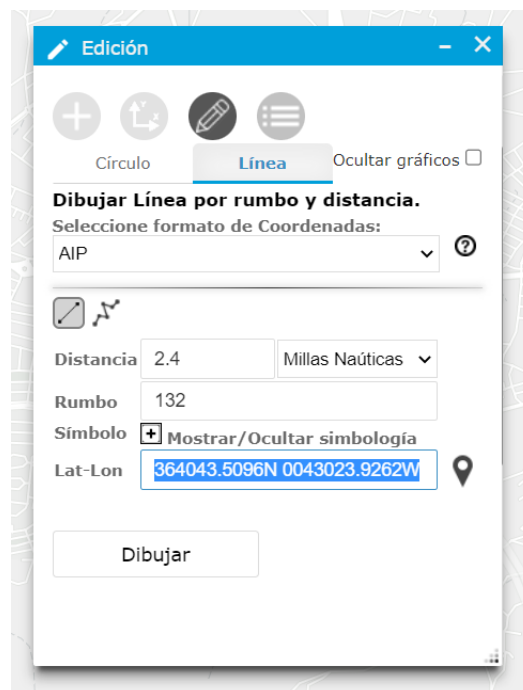 Edición
Círculo
Línea
Ocultar gráficos
Dibujar Línea por rumbo y distancia.
Seleccione formato de Coordenadas:
AIP
Distancia 2.4 Millas Naúticas
Rumbo 132
Símbolo + Mostrar/Ocultar simbología
Lat-Lon 364043.5096N 0043023.9262W
Dibujar